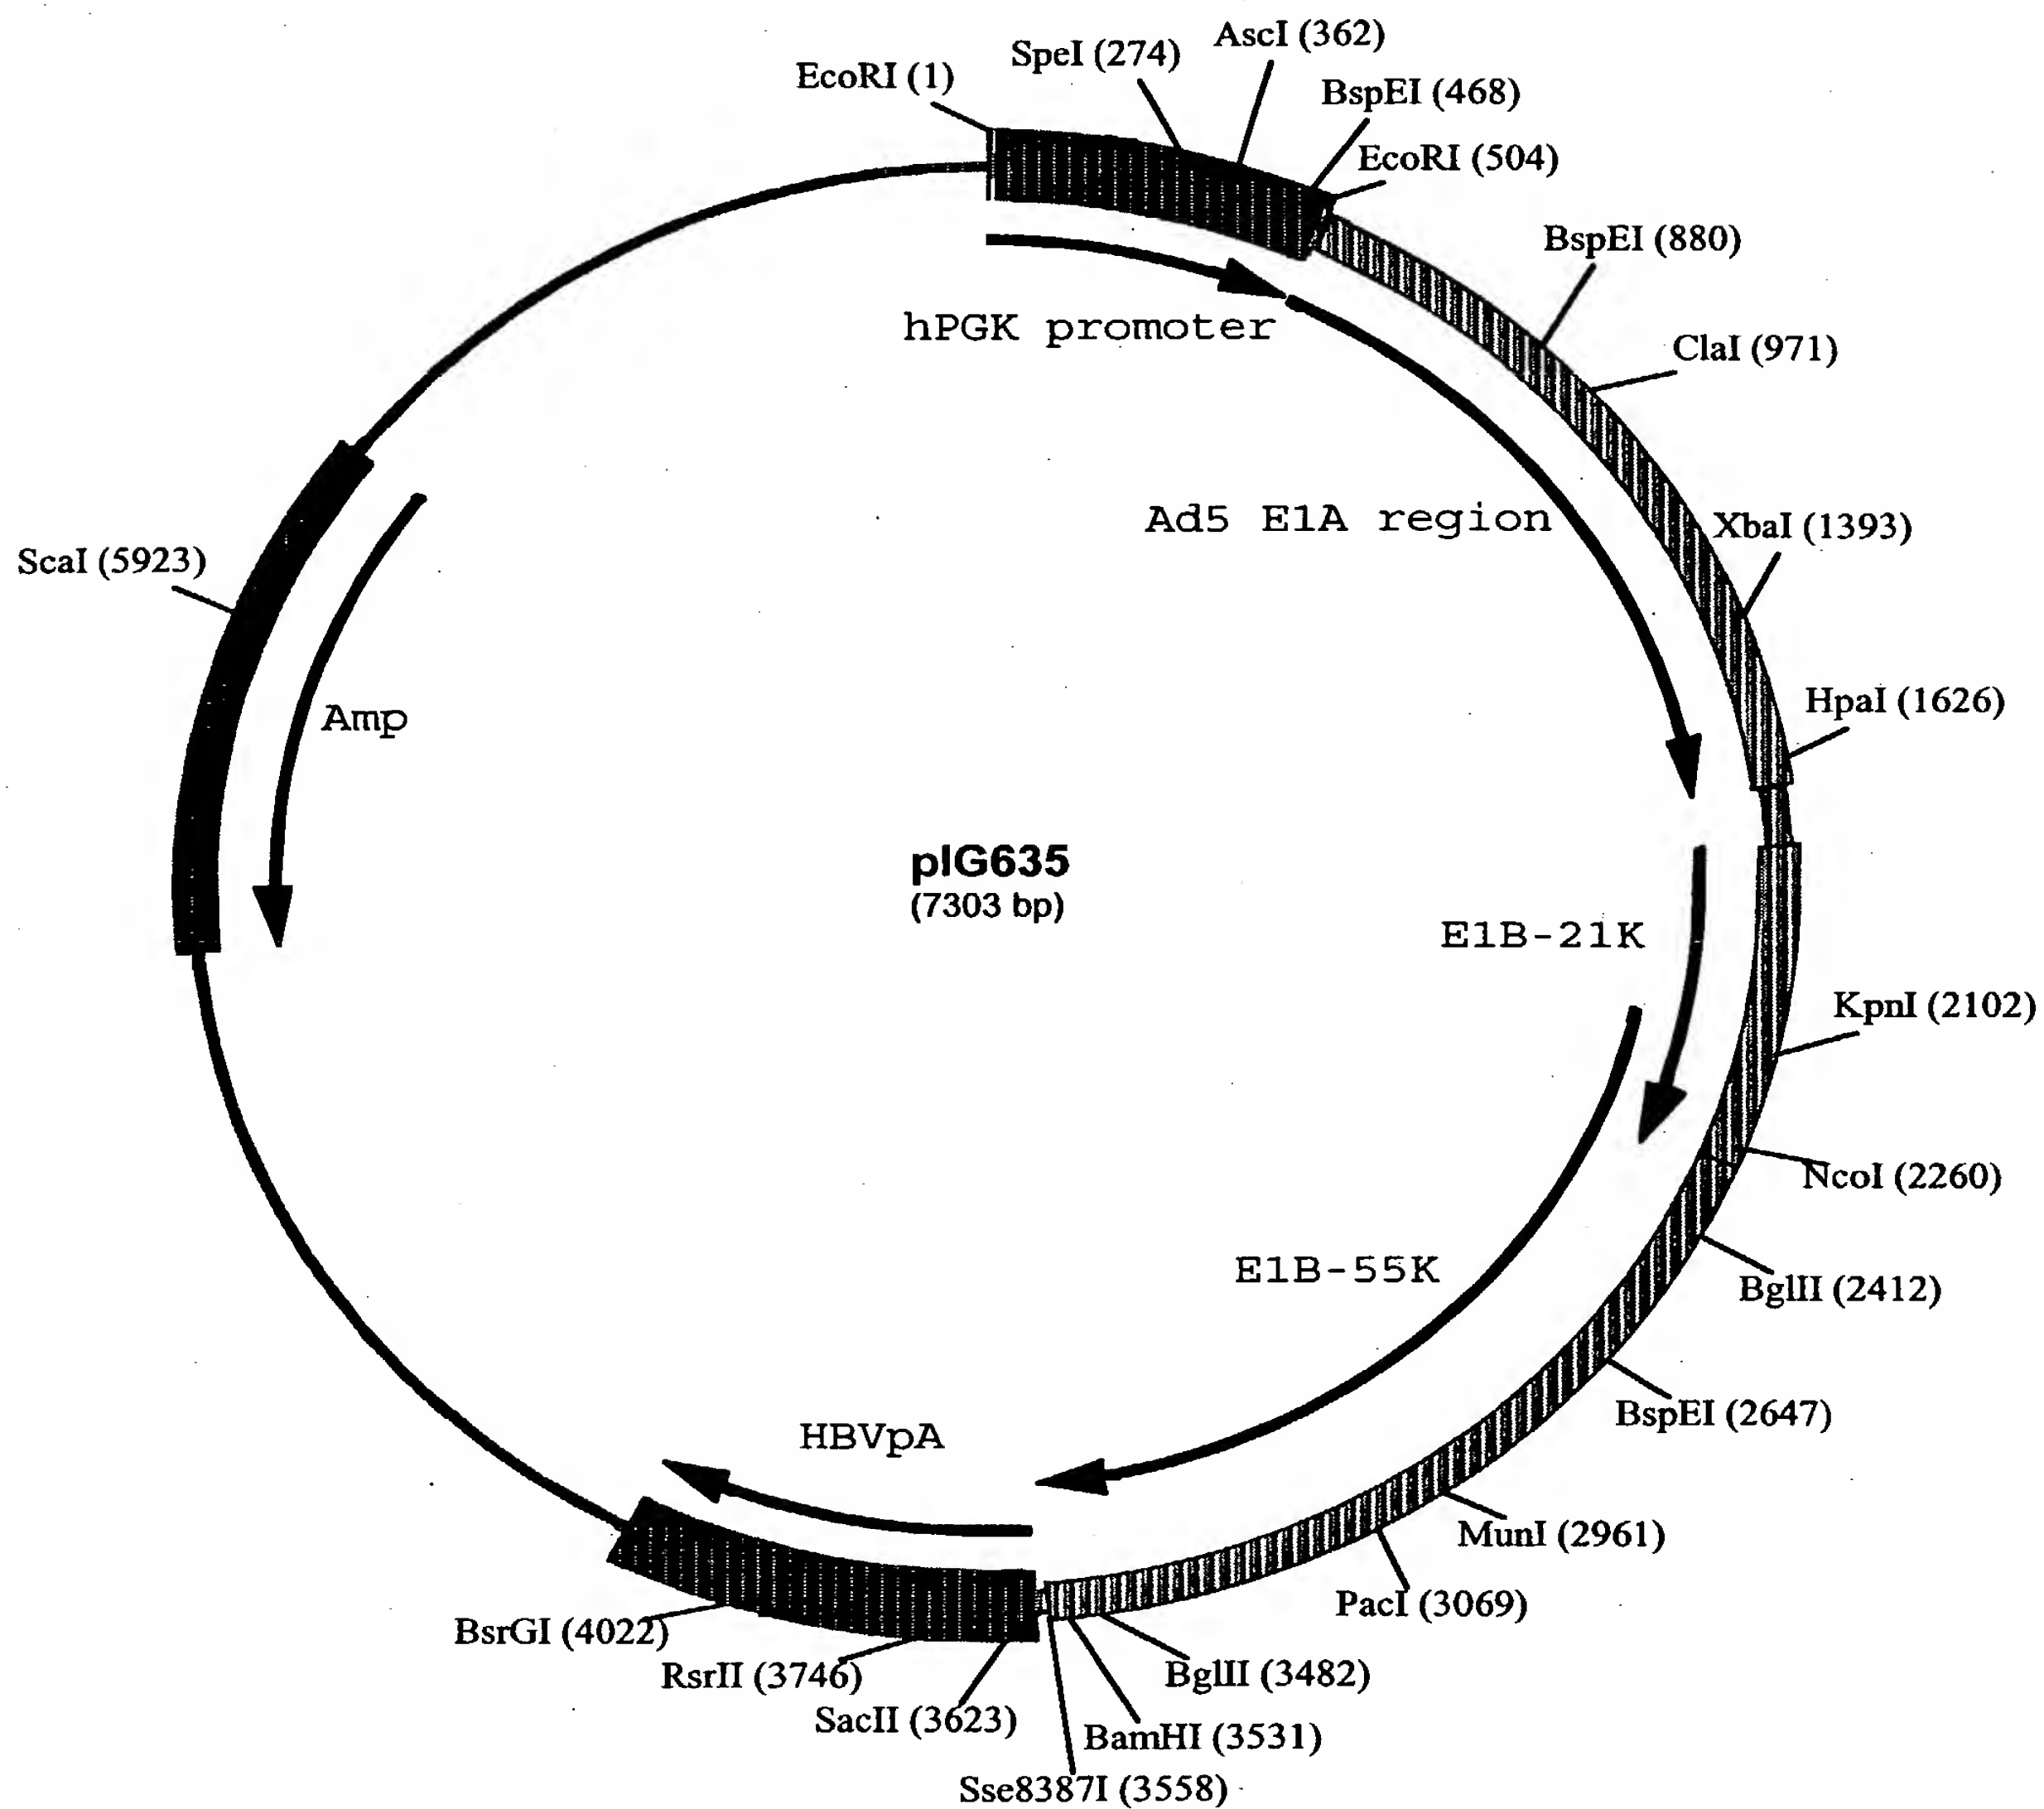 AscI (362)
SpeI (274)
EcoRI (1)
BspEI (468)
EcoRI (504)
BspEI (880)
hPGK promoter
ClaI (971)
Ad5 E1A region
XbaI (1393)
ScaI (5923)
HpaI (1626)
Amp
pIG635
(7303 bp)
E1B-21K
KpnI (2102)
NcoI (2260)
E1B-55K
BglII (2412)
BspEI (2647)
HBVpA
MunI (2961)
PacI (3069)
BsrGI (4022)
RsrII (3746)
BglII (3482)
SacII (3623)
BamHI (3531)
Sse8387I (3558)